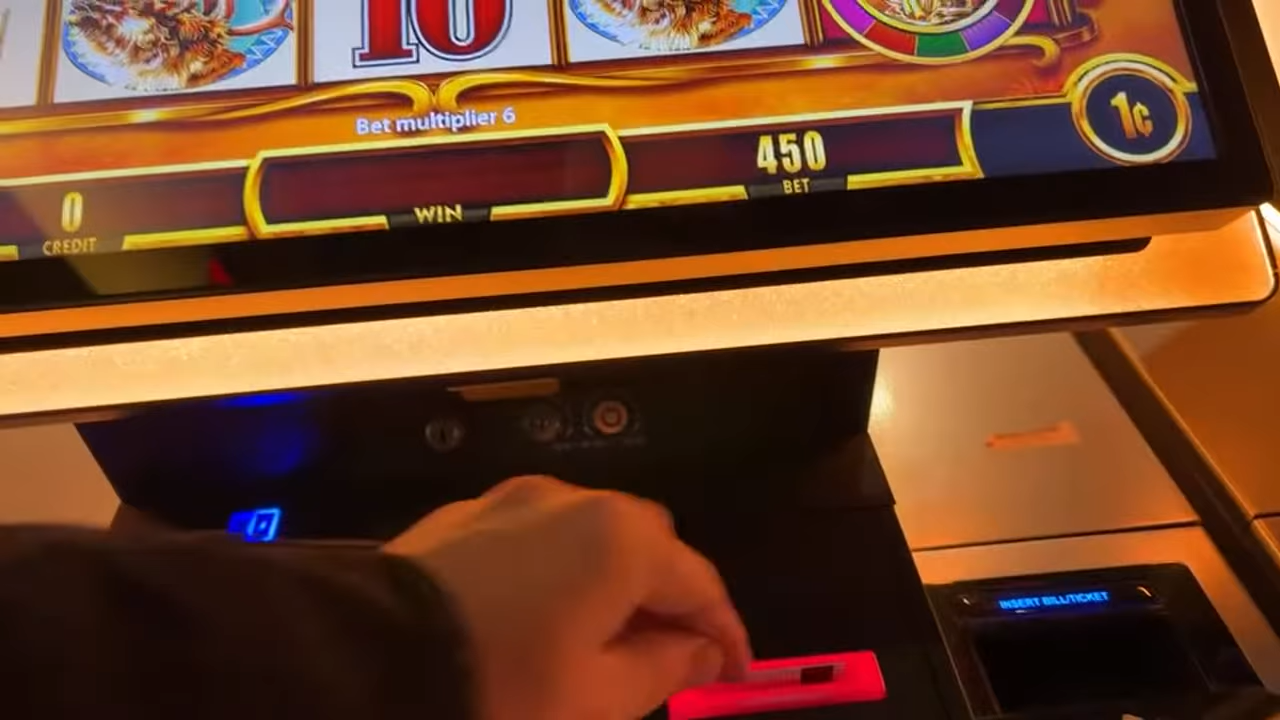 10
Bet multiplier 6
1¢
450
BET
0
CREDIT
WIN
INSERT BILL/TICKET